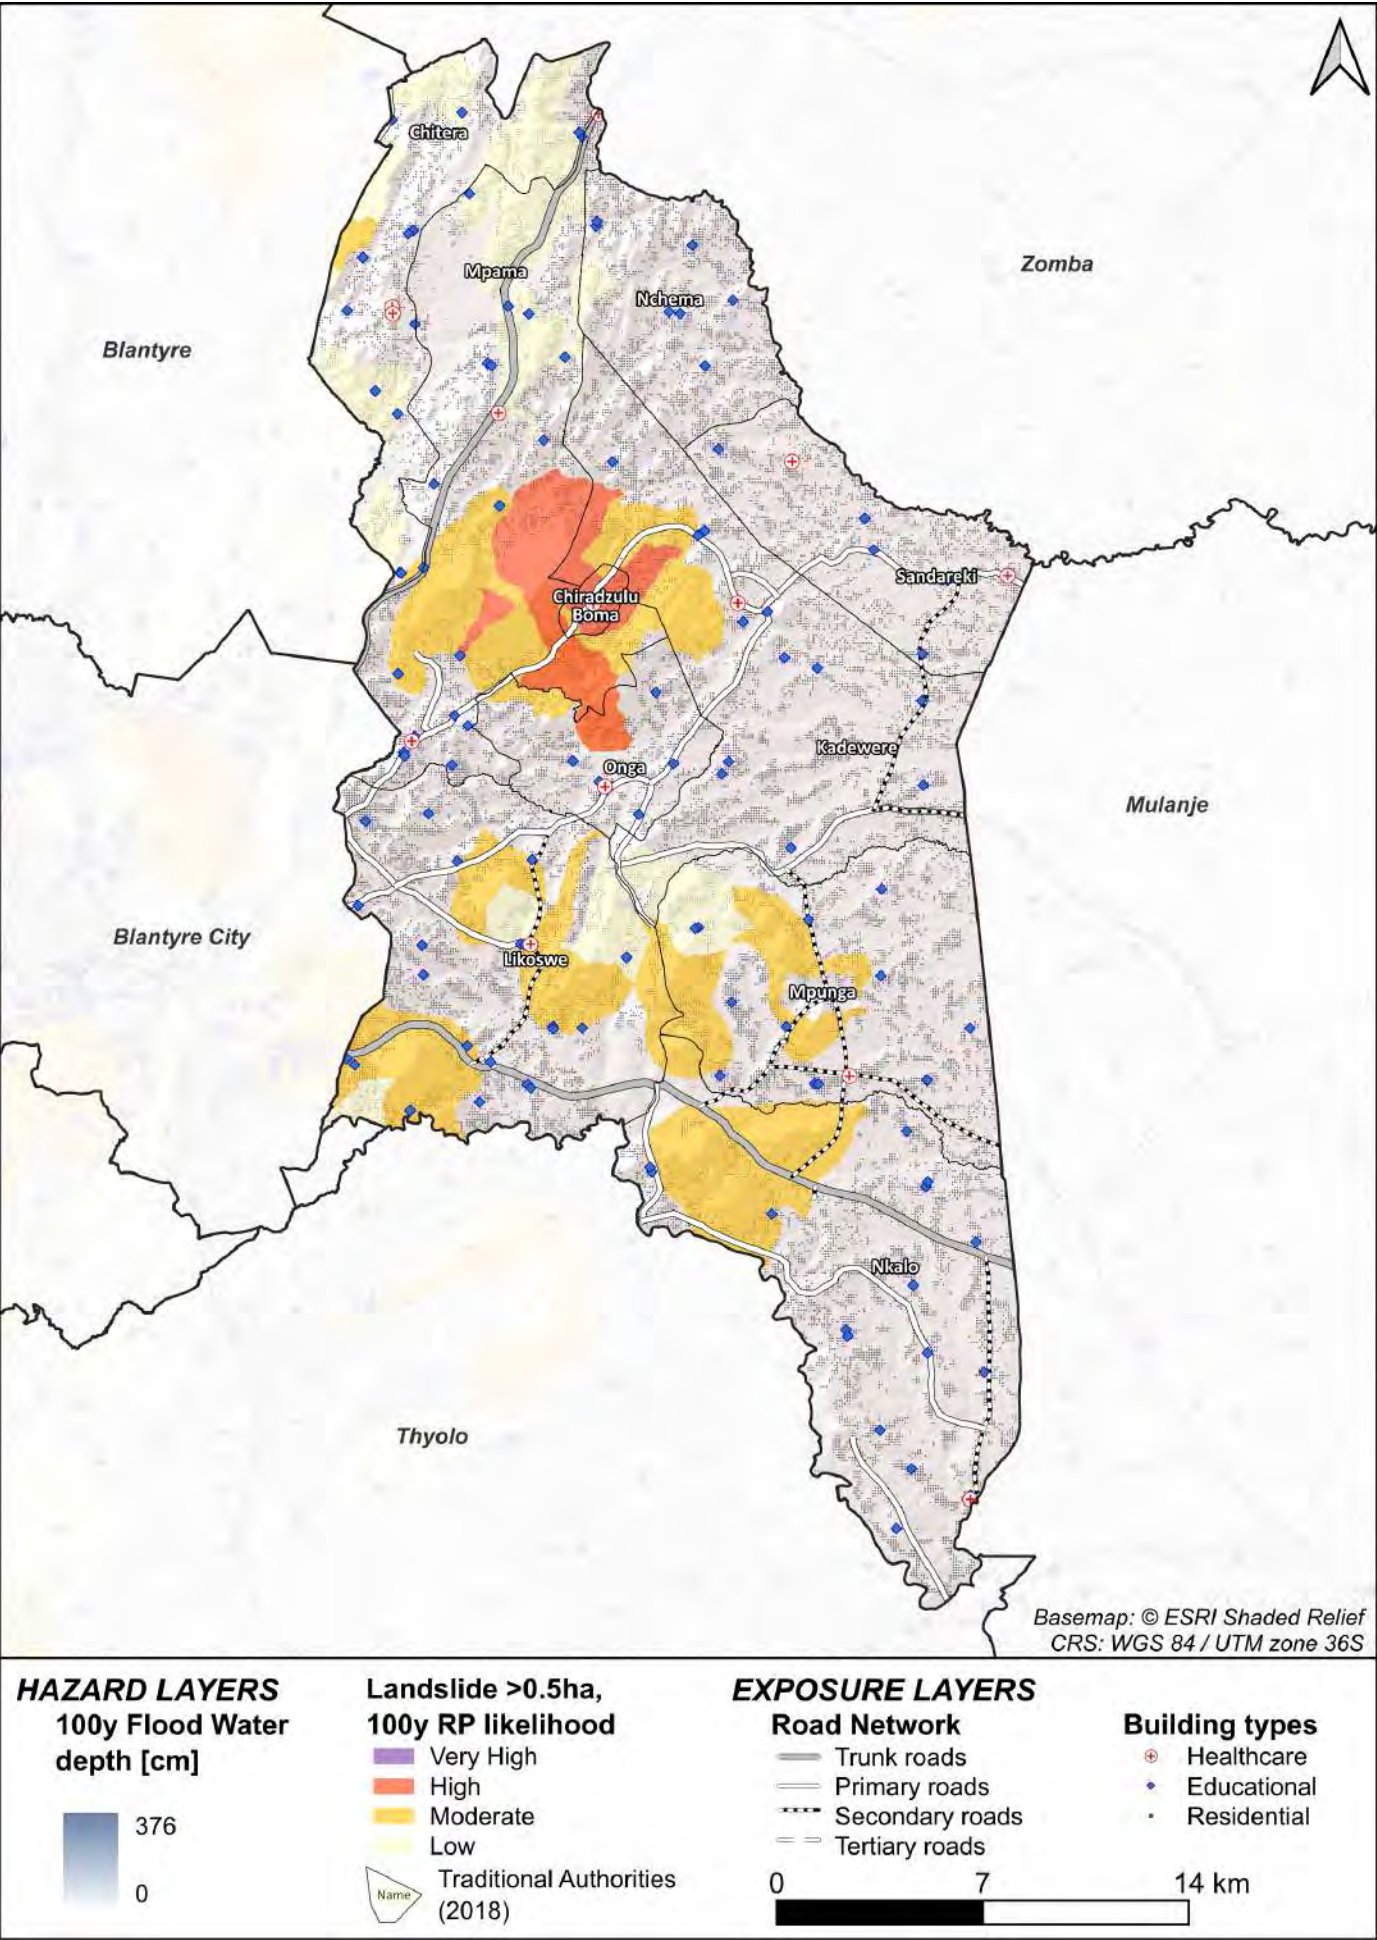 Chitera
Zomba
Mpama
Nchema
Blantyre
Sandareki
Chiradzulu
Boma
Kadewere
Onga
Mulanje
Blantyre City
Likoswe
Mpunga
Nkalo
Thyolo
Basemap: © ESRI Shaded Relief
CRS: WGS 84 / UTM zone 36S
HAZARD LAYERS
100y Flood Water
depth [cm]
376
0
Landslide >0.5ha,
100y RP likelihood
Very High
High
Moderate
Low
Name
Traditional Authorities
(2018)
EXPOSURE LAYERS
Road Network
Trunk roads
Primary roads
Secondary roads
Tertiary roads
Building types
Healthcare
Educational
Residential
0 7 14 km